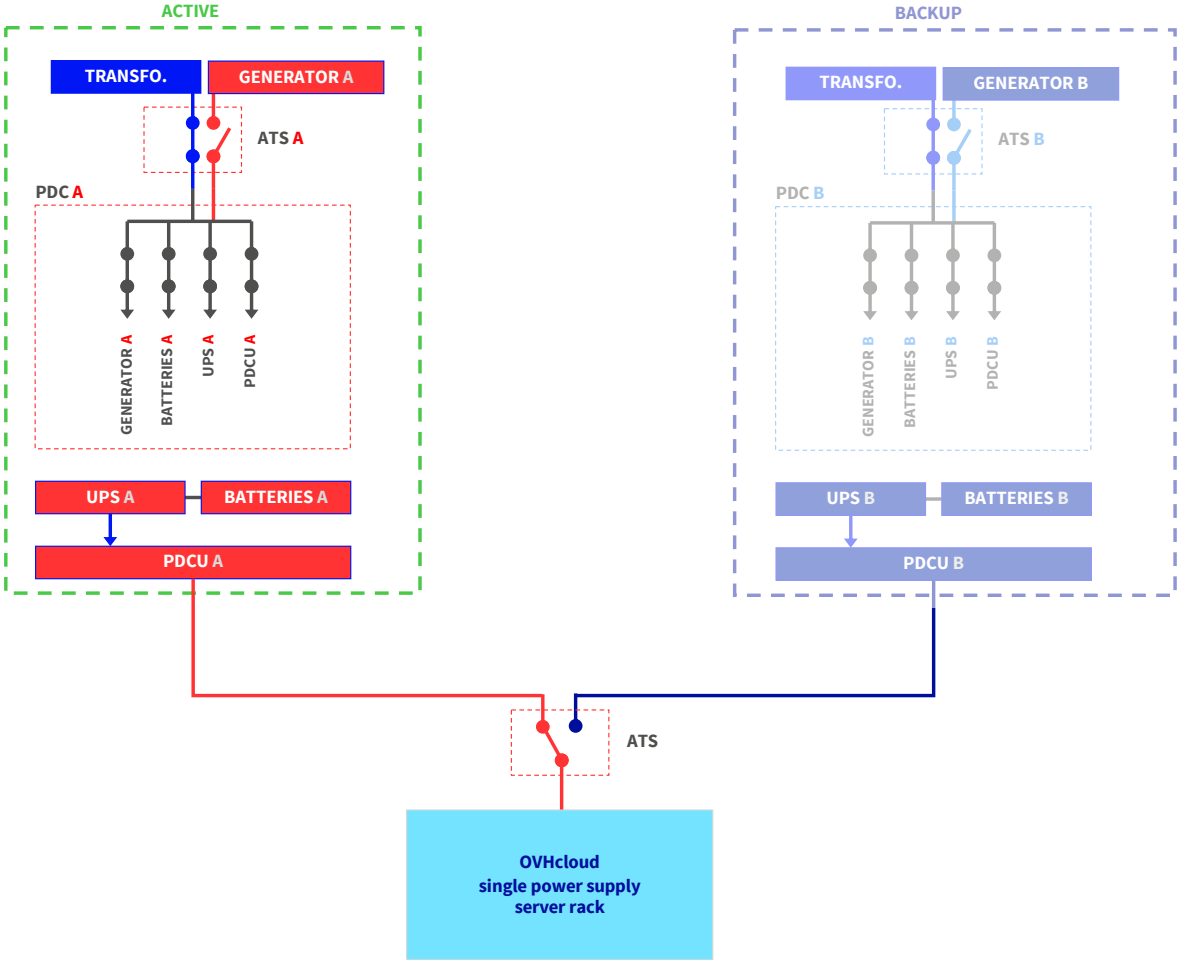 ACTIVE
BACKUP
TRANSFO.
GENERATOR A
ATS A
PDC A
GENERATOR A
BATTERIES A
UPS A
PDCU A
UPS A
BATTERIES A
PDCU A
TRANSFO.
GENERATOR B
ATS B
PDC B
GENERATOR B
BATTERIES B
UPS B
PDCU B
UPS B
BATTERIES B
PDCU B
ATS
OVHcloud
single power supply
server rack